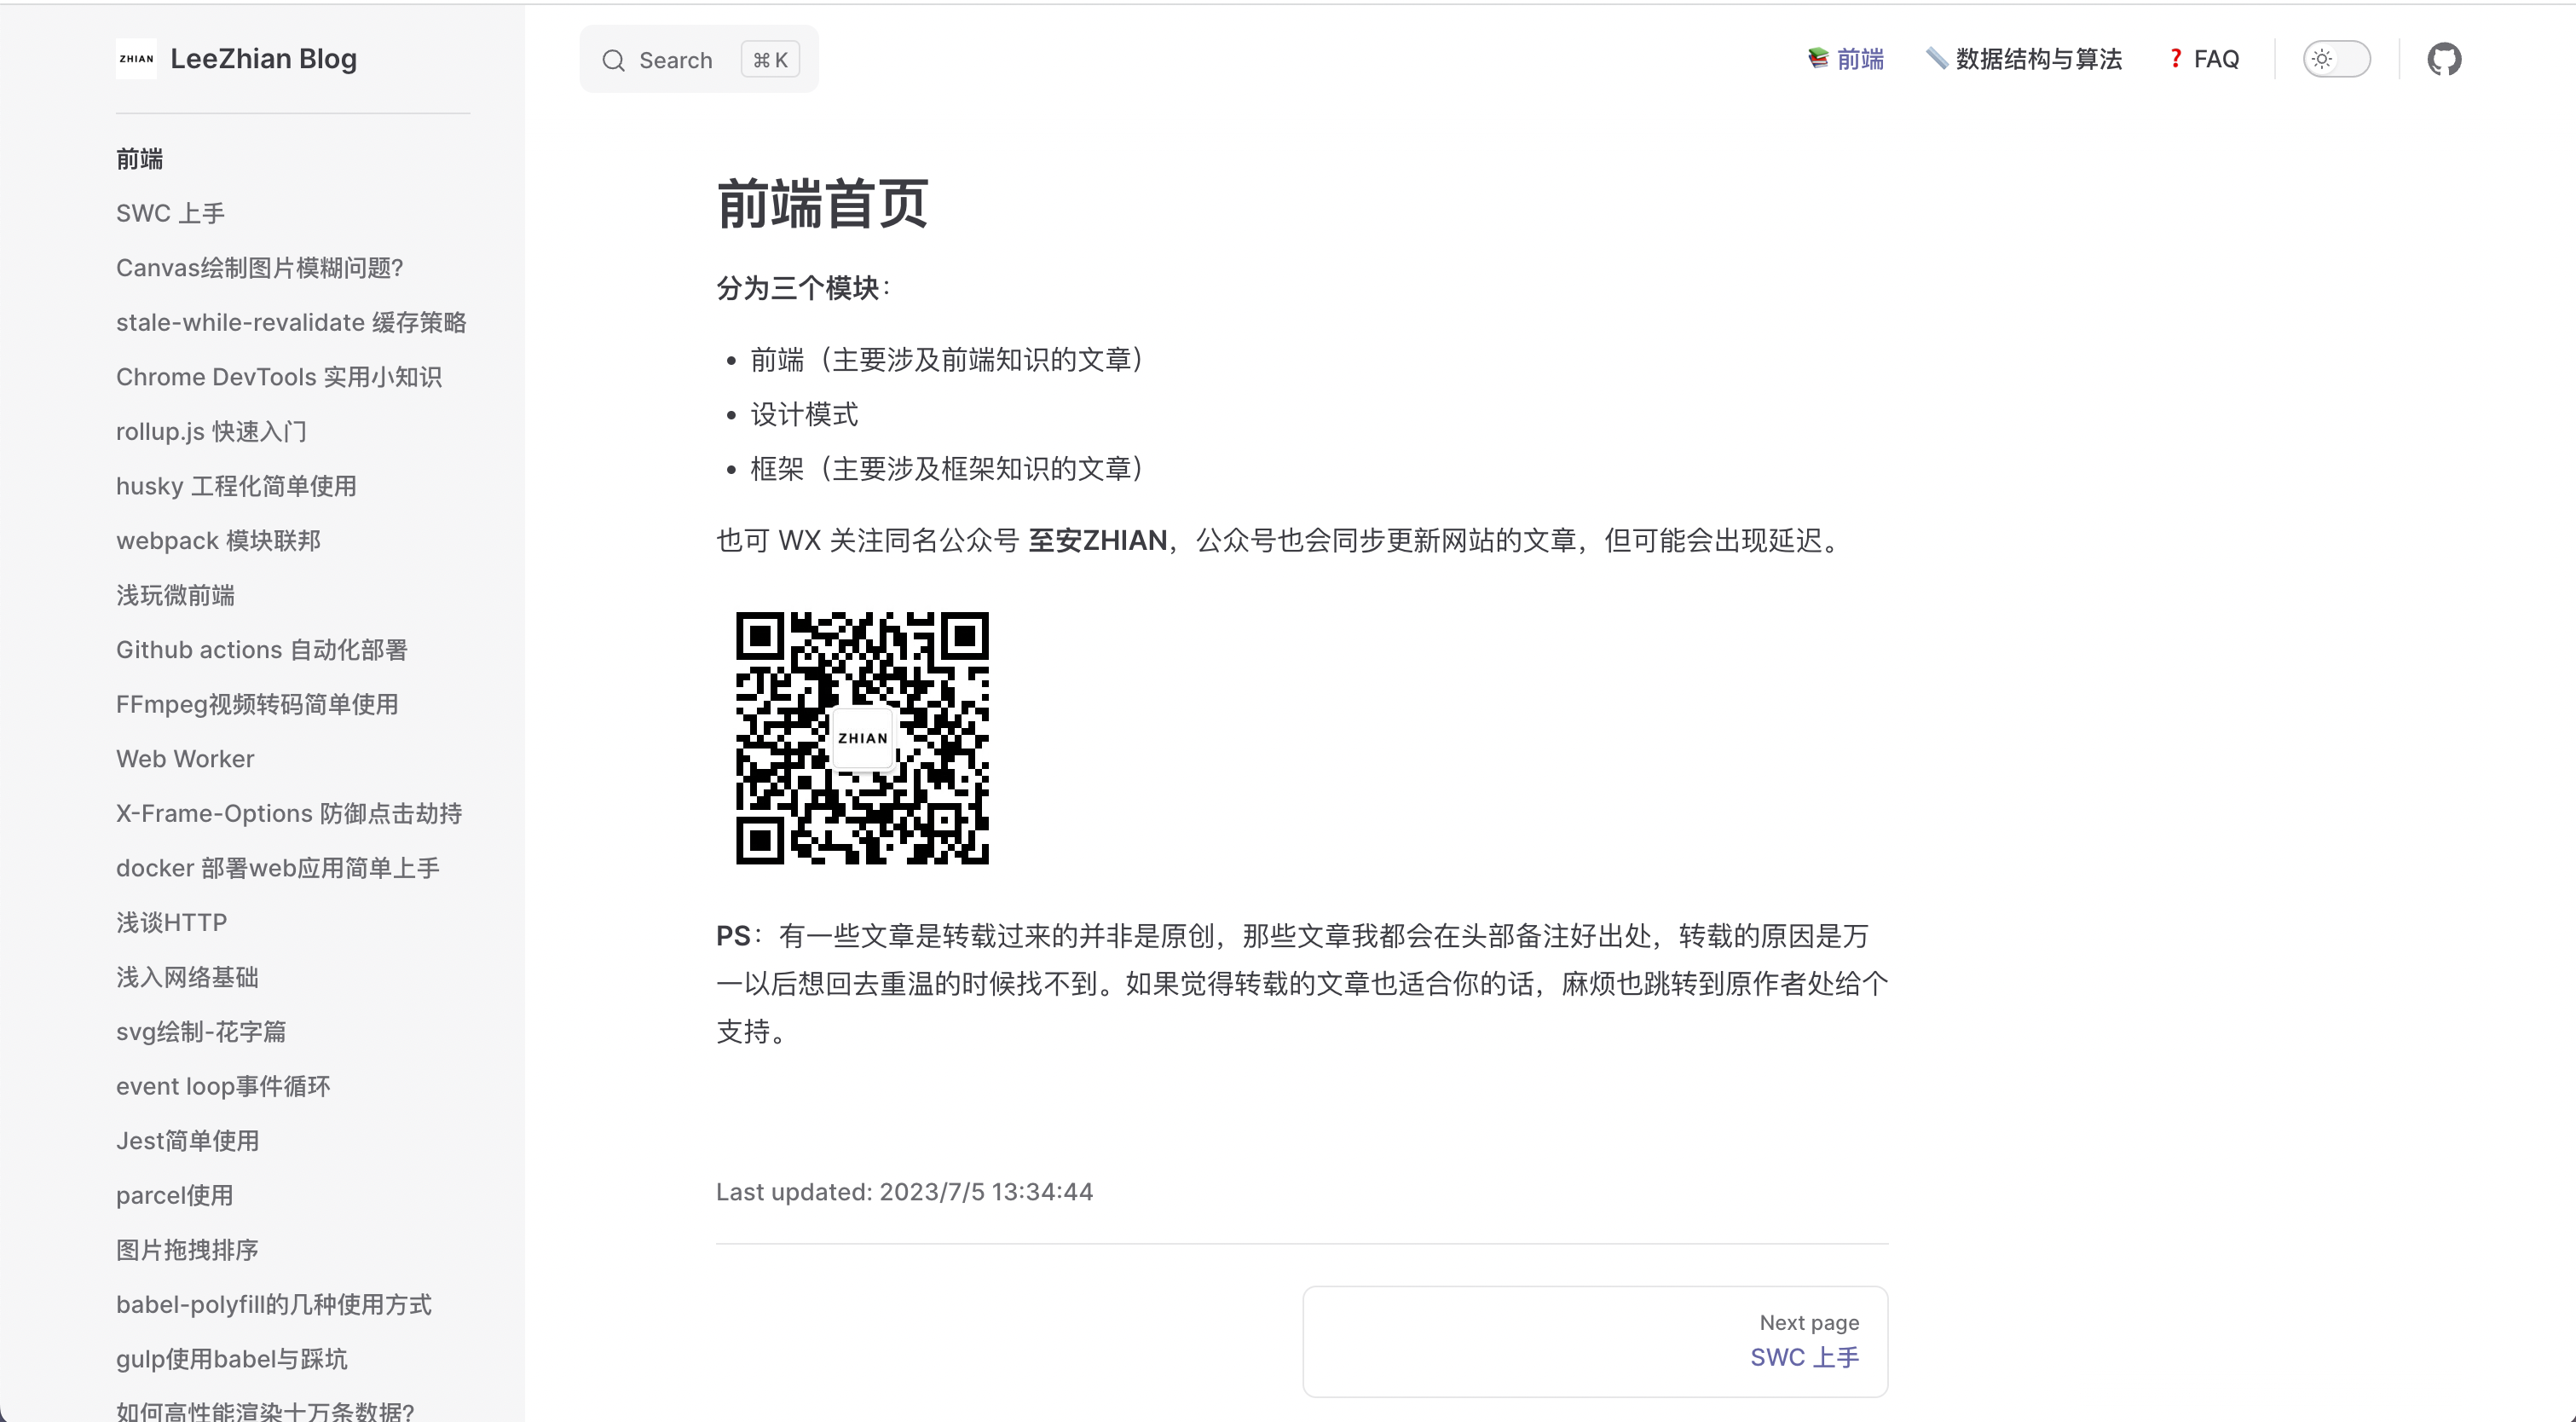 ZHIAN LeeZhian Blog
Search ⌘ K
📚 前端
📏 数据结构与算法
❓ FAQ
前端
SWC 上手
Canvas绘制图片模糊问题?
stale-while-revalidate 缓存策略
Chrome DevTools 实用小知识
rollup.js 快速入门
husky 工程化简单使用
webpack 模块联邦
浅玩微前端
Github actions 自动化部署
FFmpeg视频转码简单使用
Web Worker
X-Frame-Options 防御点击劫持
docker 部署web应用简单上手
浅谈HTTP
浅入网络基础
svg绘制-花字篇
event loop事件循环
Jest简单使用
parcel使用
图片拖拽排序
babel-polyfill的几种使用方式
gulp使用babel与踩坑
如何高性能渲染十万条数据?
前端首页
分为三个模块：
• 前端（主要涉及前端知识的文章）
• 设计模式
• 框架（主要涉及框架知识的文章）
也可 WX 关注同名公众号 至安ZHIAN，公众号也会同步更新网站的文章，但可能会出现延迟。
ZHIAN
PS：有一些文章是转载过来的并非是原创，那些文章我都会在头部备注好出处，转载的原因是万
一以后想回去重温的时候找不到。如果觉得转载的文章也适合你的话，麻烦也跳转到原作者处给个
支持。
Last updated: 2023/7/5 13:34:44
Next page
SWC 上手